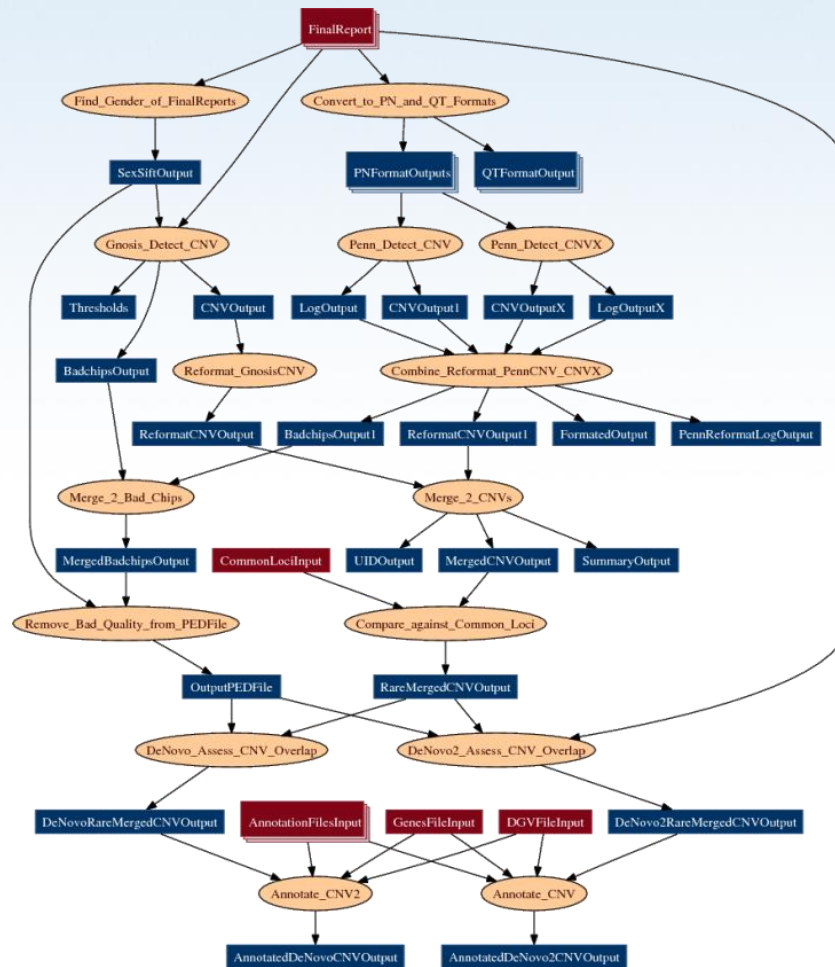 FinalReport
Find_Gender_of_FinalReports
Convert_to_PN_and_QT_Formats
SexSiftOutput
PNFormatOutputs
QTFormatOutput
Gnosis_Detect_CNV
Penn_Detect_CNV
Penn_Detect_CNVX
Thresholds
CNVOutput
LogOutput
CNVOutput1
CNVOutputX
LogOutputX
BadchipsOutput
Reformat_GnosisCNV
Combine_Reformat_PennCNV_CNVX
ReformatCNVOutput
BadchipsOutput1
ReformatCNVOutput1
FormatedOutput
PennReformatLogOutput
Merge_2_Bad_Chips
Merge_2_CNVs
MergedBadchipsOutput
CommonLociInput
UIDOutput
MergedCNVOutput
SummaryOutput
Remove_Bad_Quality_from_PEDFile
Compare_against_Common_Loci
OutputPEDFile
RareMergedCNVOutput
DeNovo_Assess_CNV_Overlap
DeNovo2_Assess_CNV_Overlap
DeNovoRareMergedCNVOutput
AnnotationFilesInput
GenesFileInput
DGVFileInput
DeNovo2RareMergedCNVOutput
Annotate_CNV2
Annotate_CNV
AnnotatedDeNovoCNVOutput
AnnotatedDeNovo2CNVOutput